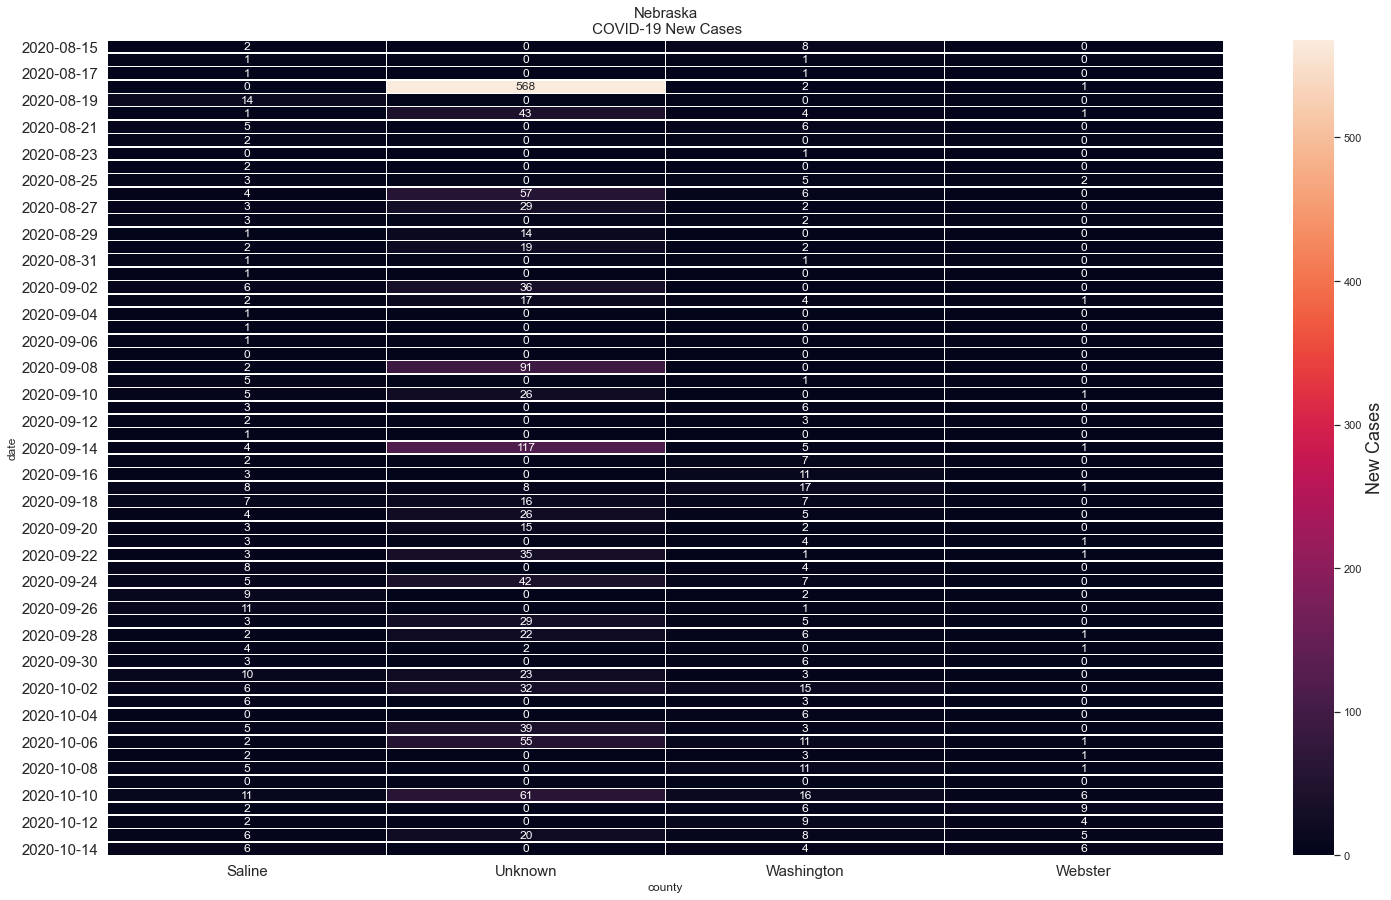 Nebraska
COVID-19 New Cases
2020-08-15 2 0 8 0
1 0 1 0
2020-08-17 1 0 1 0
0 568 2 1
2020-08-19 14 0 0 0
1 43 4 1
2020-08-21 5 0 6 0
2 0 0 0
2020-08-23 0 0 1 0
2 0 0 0
2020-08-25 3 0 5 2
4 57 6 0
2020-08-27 3 29 2 0
3 0 2 0
2020-08-29 1 14 0 0
2 19 2 0
2020-08-31 1 0 1 0
1 0 0 0
2020-09-02 6 36 0 0
2 17 4 1
2020-09-04 1 0 0 0
1 0 0 0
2020-09-06 1 0 0 0
0 0 0 0
2020-09-08 2 91 0 0
5 0 1 0
2020-09-10 5 26 0 1
3 0 6 0
2020-09-12 2 0 3 0
1 0 0 0
2020-09-14 4 117 5 1
2 0 7 0
2020-09-16 3 0 11 0
8 8 17 1
2020-09-18 7 16 7 0
4 26 5 0
2020-09-20 3 15 2 0
3 0 4 1
2020-09-22 3 35 1 1
8 0 4 0
2020-09-24 5 42 7 0
9 0 2 0
2020-09-26 11 0 1 0
3 29 5 0
2020-09-28 2 22 6 1
4 2 0 1
2020-09-30 3 0 6 0
10 23 3 0
2020-10-02 6 32 15 0
6 0 3 0
2020-10-04 0 0 6 0
5 39 3 0
2020-10-06 2 55 11 1
2 0 3 1
2020-10-08 5 0 11 1
0 0 0 0
2020-10-10 11 61 16 6
2 0 6 9
2020-10-12 2 0 9 4
6 20 8 5
2020-10-14 6 0 4 6
Saline Unknown Washington Webster
county
date
500
400
300
200
100
0
New Cases